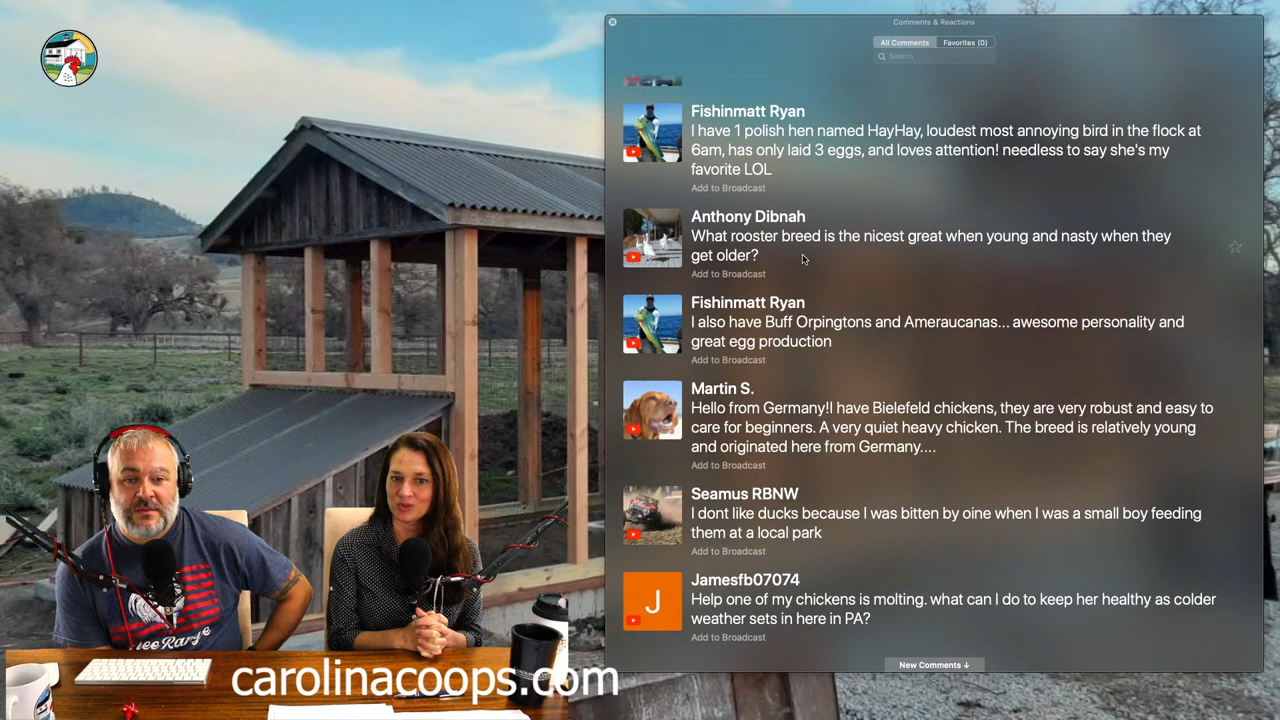 Comments & Reactions
All Comments
Favorites (0)
Search
Fishinmatt Ryan
I have 1 polish hen named HayHay, loudest most annoying bird in the flock at
6am, has only laid 3 eggs, and loves attention! needless to say she's my
favorite LOL
Add to Broadcast
Anthony Dibnah
What rooster breed is the nicest great when young and nasty when they
get older?
Add to Broadcast
Fishinmatt Ryan
I also have Buff Orpingtons and Ameraucanas... awesome personality and
great egg production
Add to Broadcast
Martin S.
Hello from Germany!I have Bielefeld chickens, they are very robust and easy to
care for beginners. A very quiet heavy chicken. The breed is relatively young
and originated here from Germany....
Add to Broadcast
Seamus RBNW
I dont like ducks because I was bitten by oine when I was a small boy feeding
them at a local park
Add to Broadcast
J
Jamesfb07074
Help one of my chickens is molting. what can I do to keep her healthy as colder
weather sets in here in PA?
Add to Broadcast
New Comments ↓
carolinacoops.com